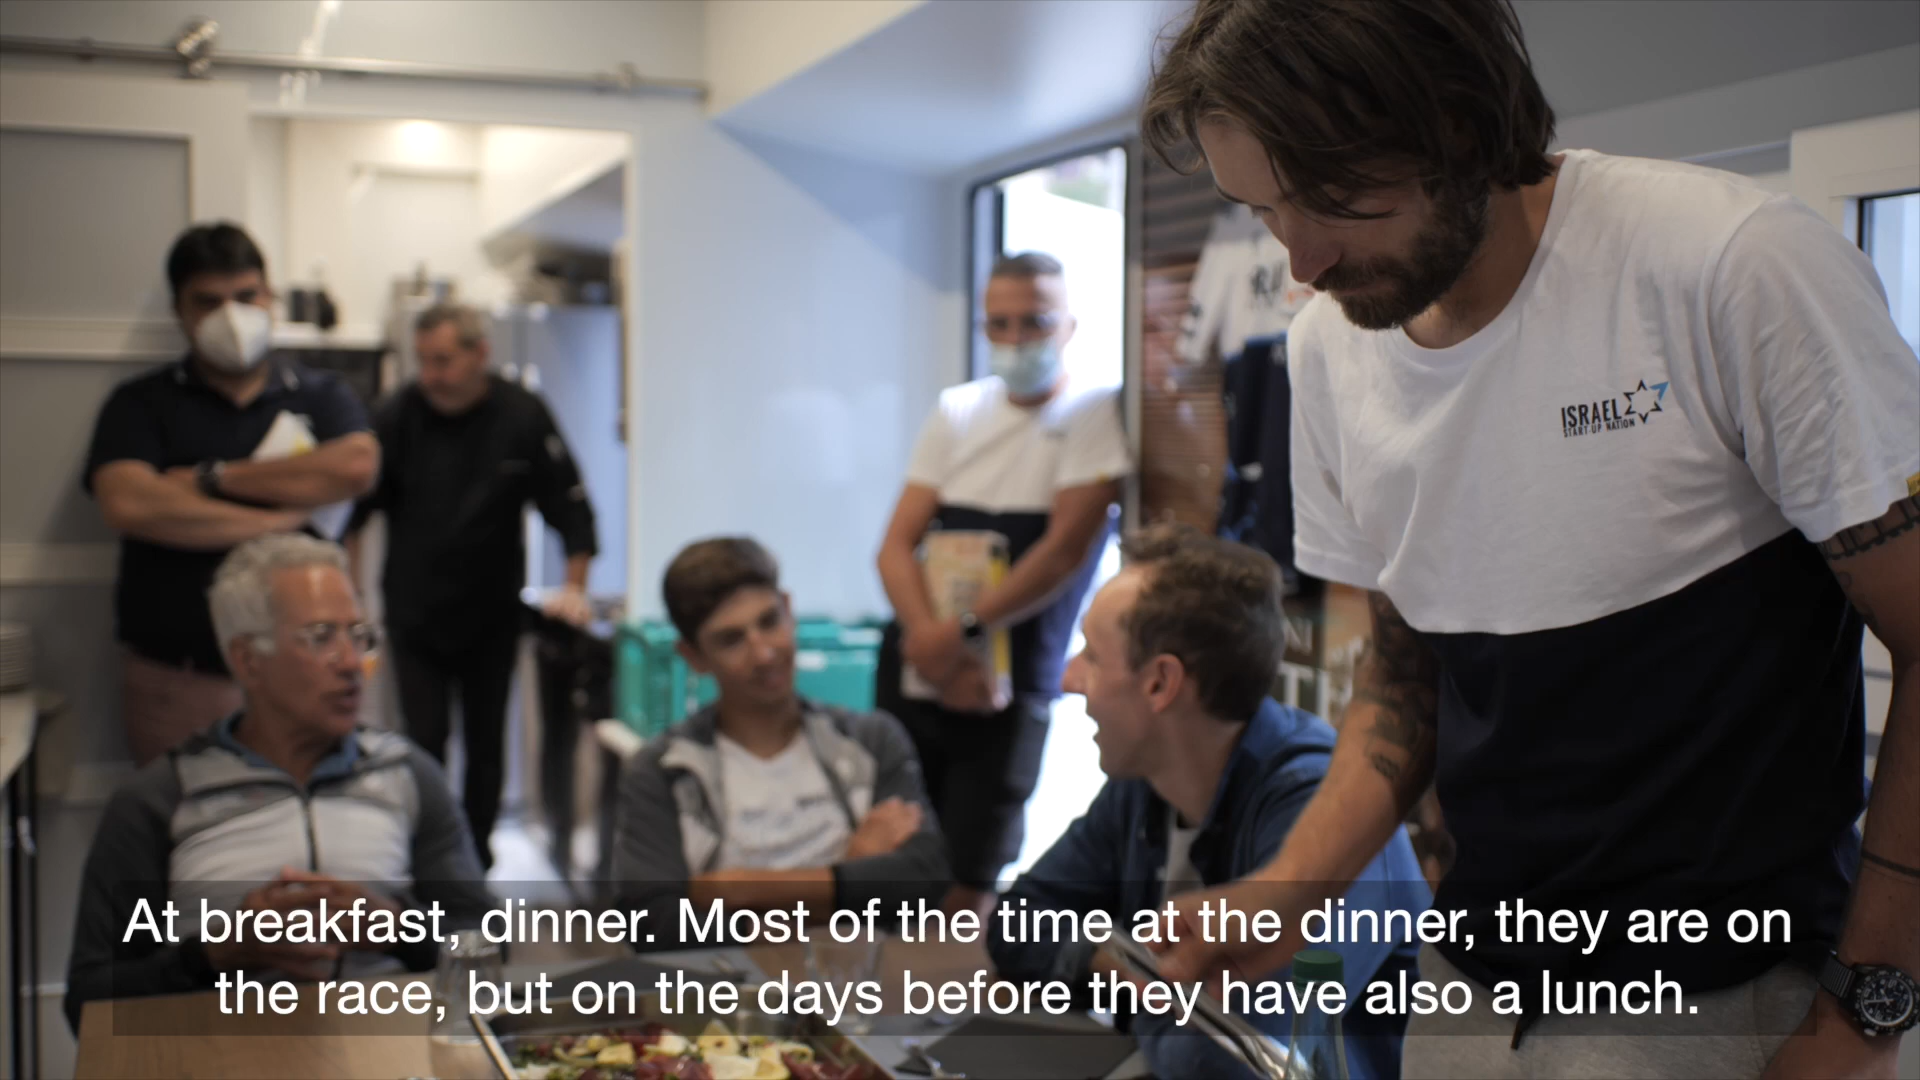 ISRAEL
START-UP NATION
At breakfast, dinner. Most of the time at the dinner, they are on
the race, but on the days before they have also a lunch.